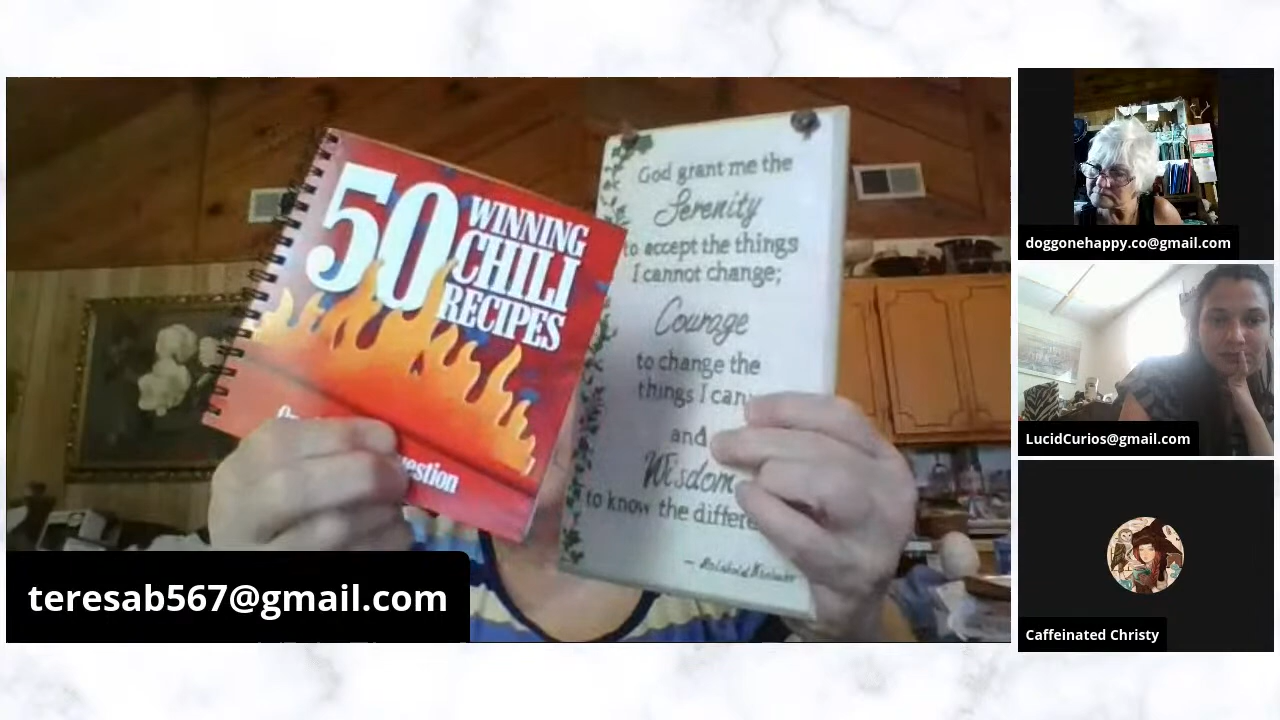 50
WINNING
CHILI
RECIPES
God grant me the
Serenity
to accept the things
I cannot change;
Courage
to change the
things I can
and
Wisdom
to know the
teresab567@gmail.com
doggonehappy.co@gmail.com
LucidCurios@gmail.com
Caffeinated Christy